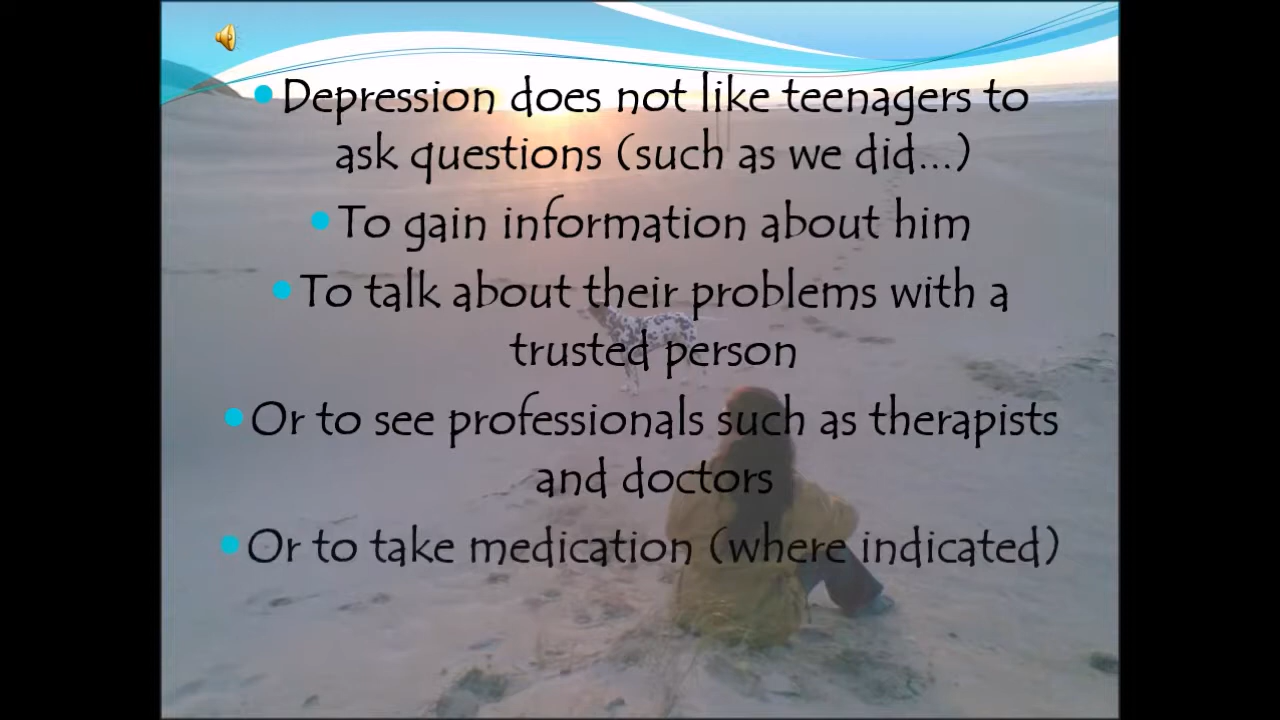 Depression does not like teenagers to
ask questions (such as we did...)
To gain information about him
To talk about their problems with a
trusted person
Or to see professionals such as therapists
and doctors
Or to take medication (where indicated)